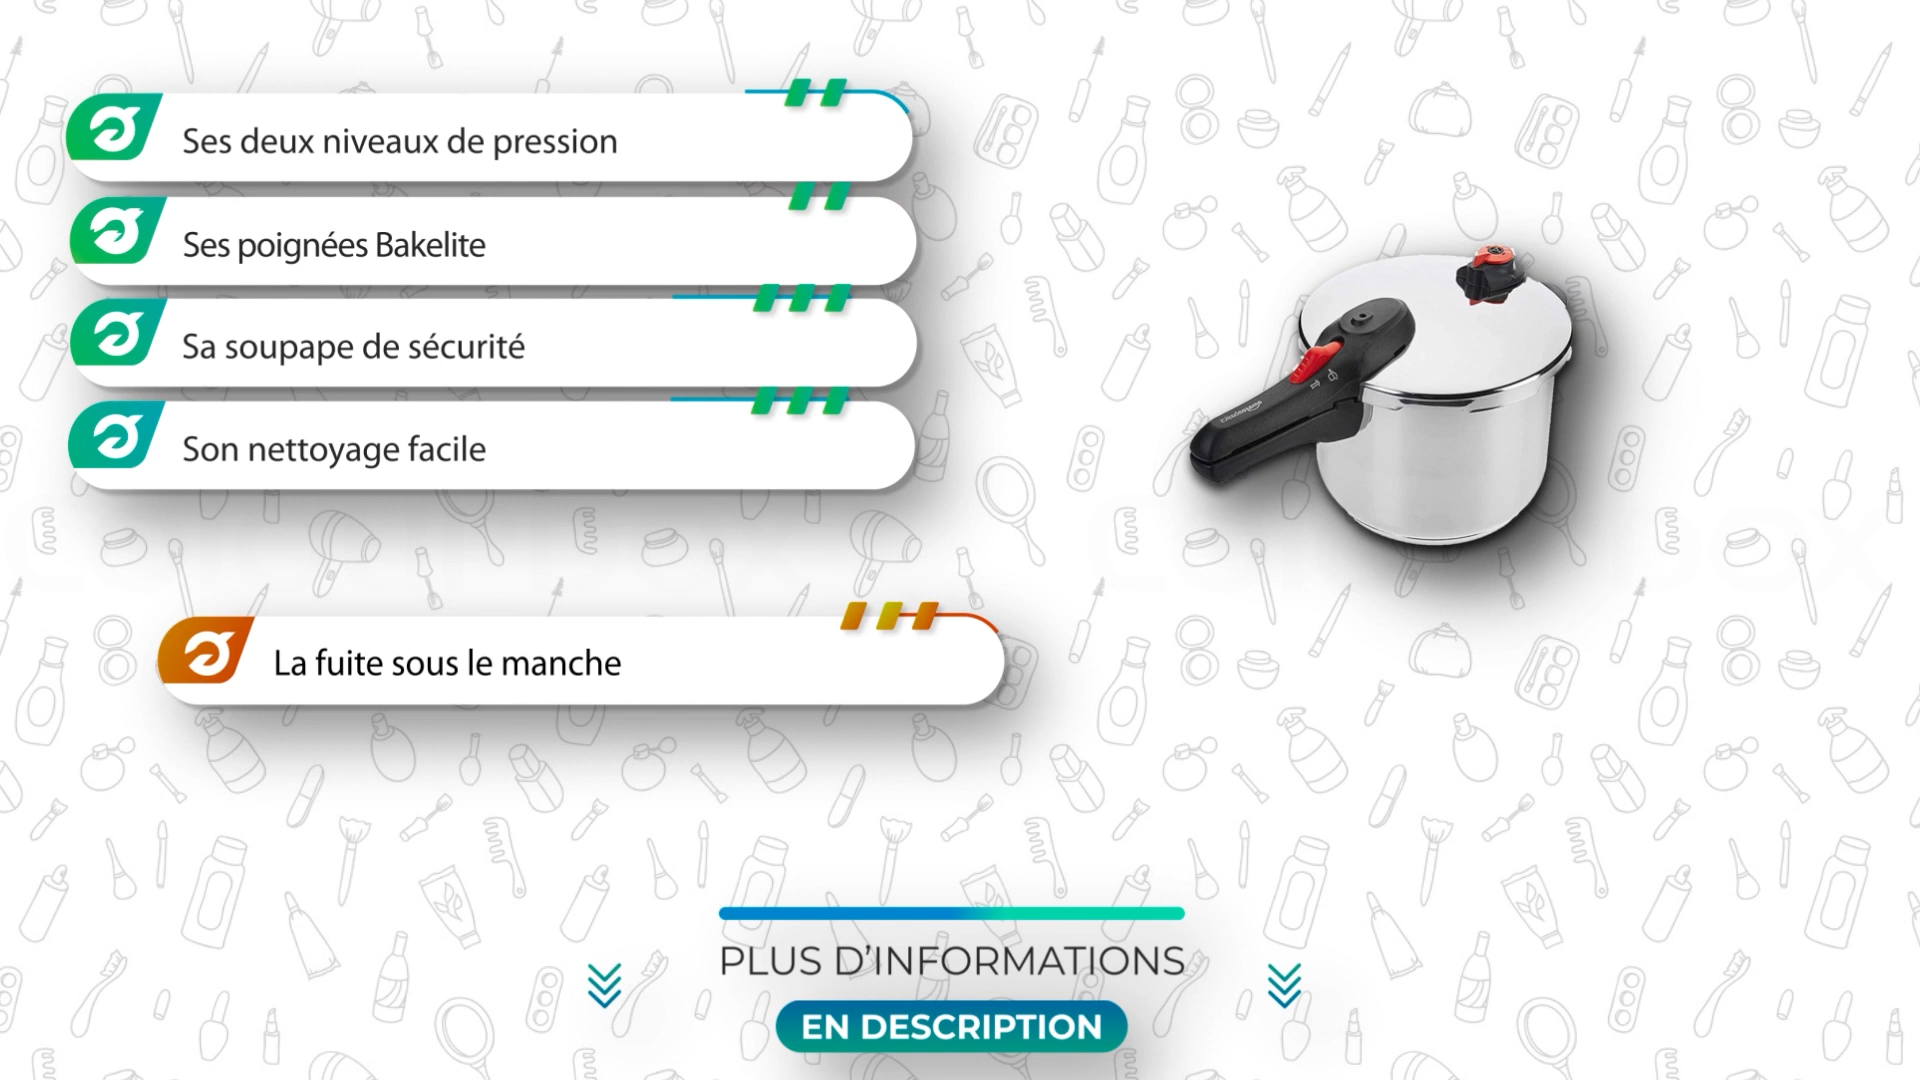 Ses deux niveaux de pression
Ses poignées Bakelite
Sa soupape de sécurité
Son nettoyage facile
La fuite sous le manche
PLUS D'INFORMATIONS
EN DESCRIPTION